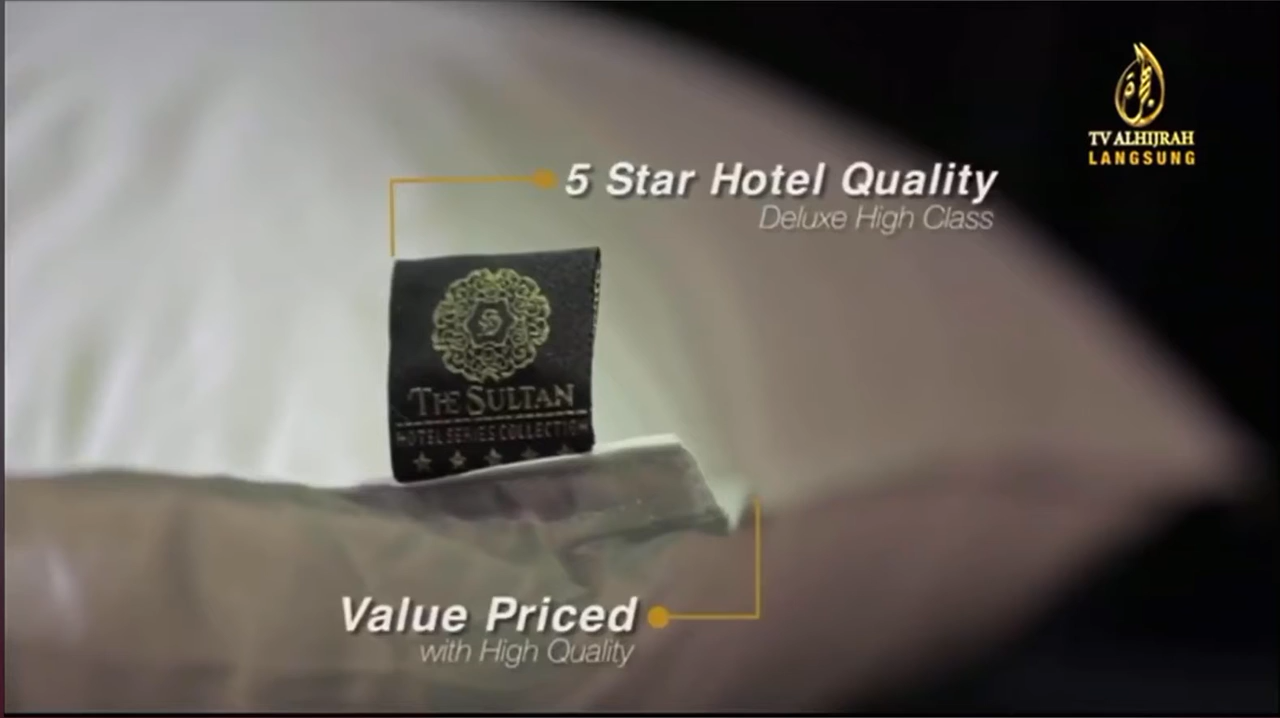 هجرة
TV ALHIJRAH
LANGSUNG
5 Star Hotel Quality
Deluxe High Class
THE SULTAN
HOTEL SERIES COLLECTION
Value Priced
with High Quality